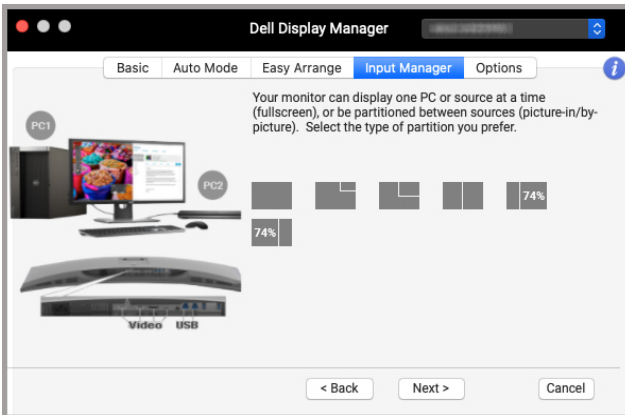 Dell Display Manager
Basic Auto Mode Easy Arrange Input Manager Options
Your monitor can display one PC or source at a time
(fullscreen), or be partitioned between sources (picture-in/by-
picture). Select the type of partition you prefer.
PC1
PC2
74%
74%
Video USB
< Back Next > Cancel